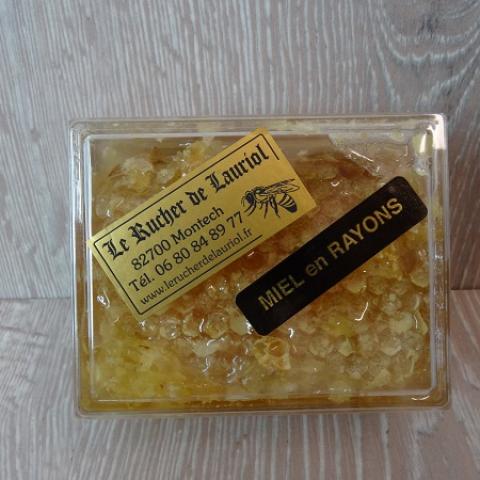 Le Rucher de Lauriol
82700 Montech
Tél. 06 80 84 89 77
www.lerucherdelauriol.fr
MIEL en RAYONS